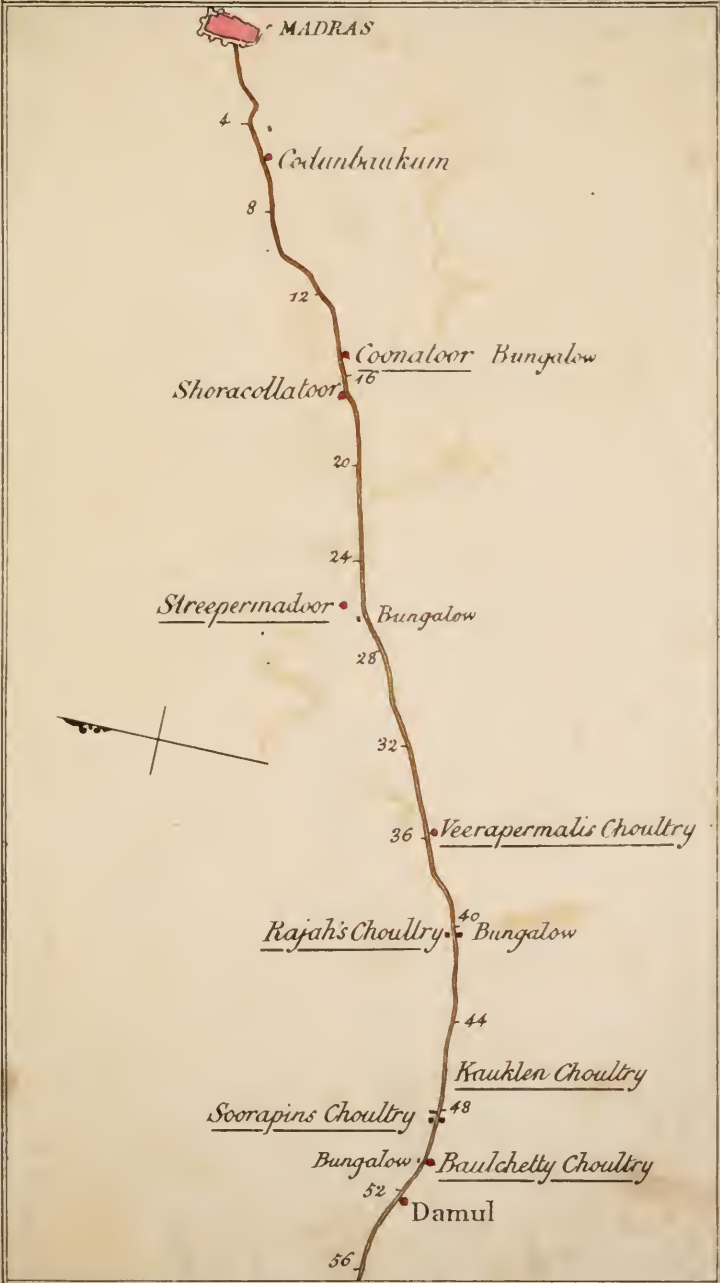 MADRAS
4
Codunbaukum
8
12
Coonatoor Bungalow
16
Shoracollatoor
20
24
Streepermadoor
Bungalow
28
32
36
Veerapermalis Choultry
40
Rajah's Choultry
Bungalow
44
Kauklen Choultry
48
Soorapins Choultry
Bungalow
Baulchetty Choultry
52
Damul
56